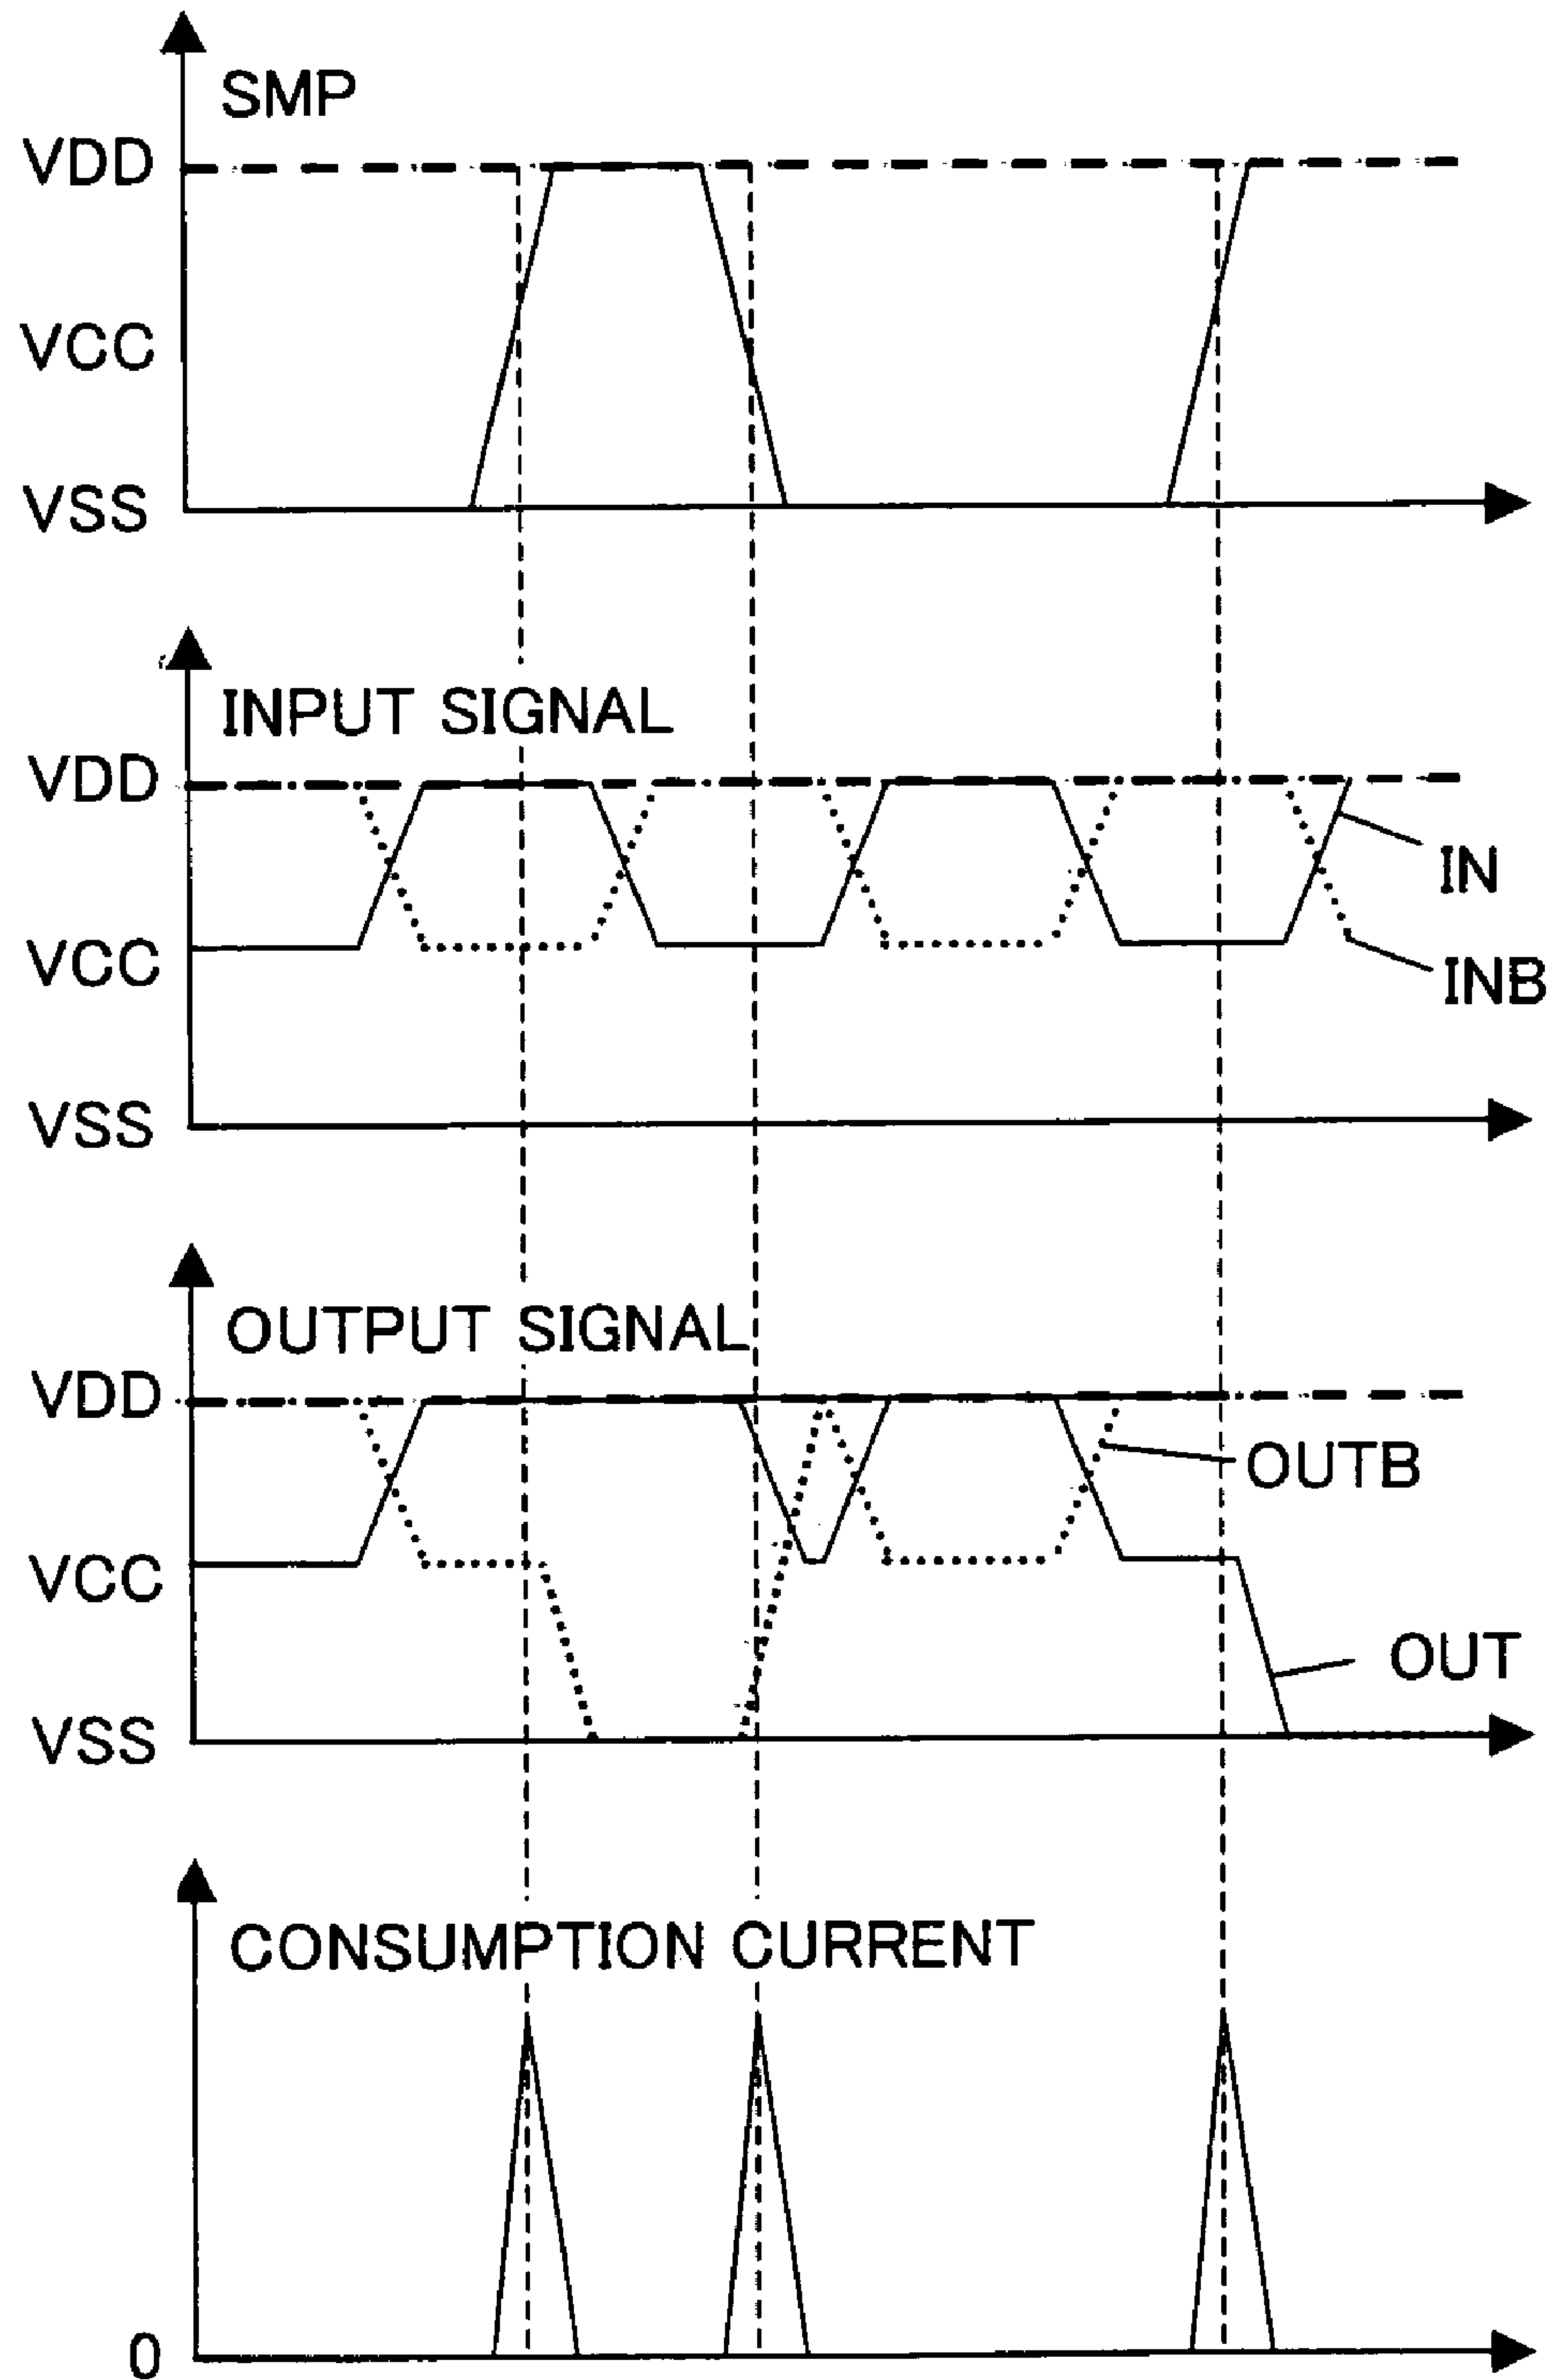 SMP
VDD
VCC
VSS
INPUT SIGNAL
VDD
IN
VCC
INB
VSS
OUTPUT SIGNAL
VDD
OUTB
VCC
OUT
VSS
CONSUMPTION CURRENT
0